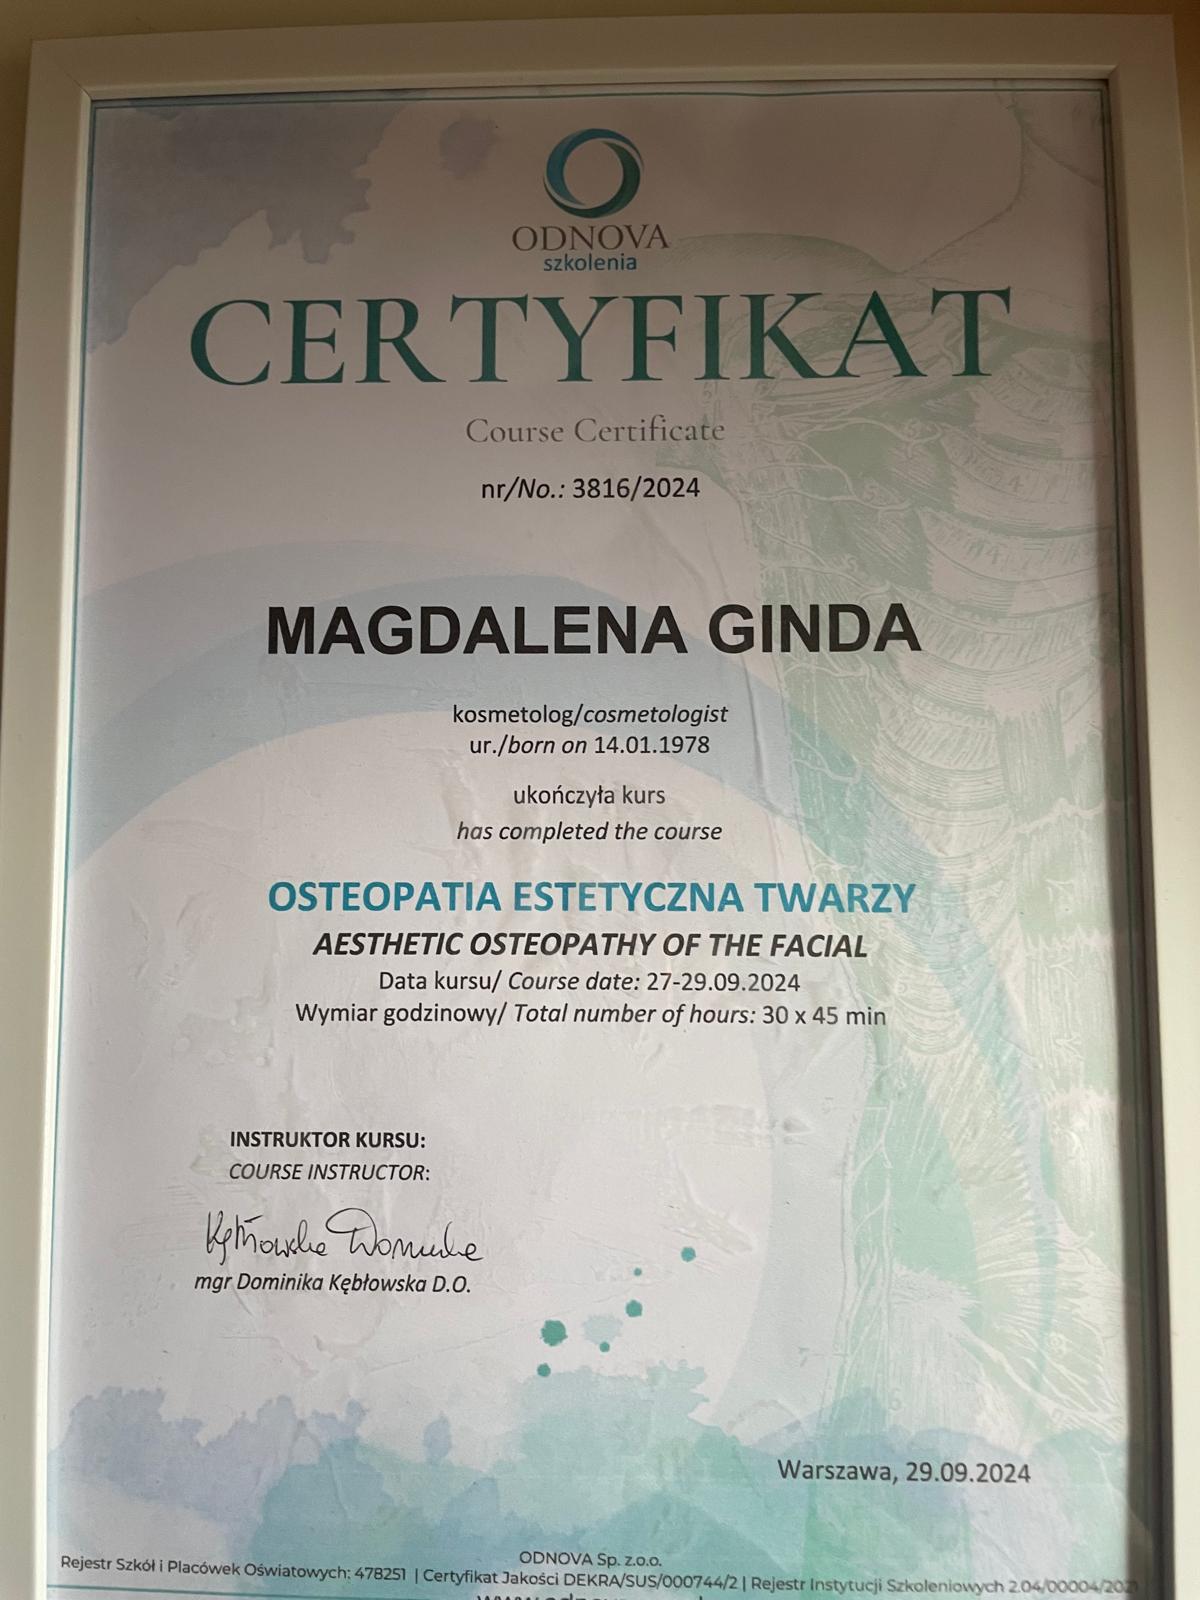 ODNOVA
szkolenia
CERTYFIKAT
Course Certificate
nr/No.: 3816/2024
MAGDALENA GINDA
kosmetolog/cosmetologist
ur./born on 14.01.1978
ukończyła kurs
has completed the course
OSTEOPATIA ESTETYCZNA TWARZY
AESTHETIC OSTEOPATHY OF THE FACIAL
Data kursu/ Course date: 27-29.09.2024
Wymiar godzinowy/ Total number of hours: 30 x 45 min
INSTRUKTOR KURSU:
COURSE INSTRUCTOR:
Kębłowska Dominika
mgr Dominika Kębłowska D.O.
Warszawa, 29.09.2024
ODNOVA Sp. z.o.o.
Rejestr Szkół i Placówek Oświatowych: 478251 | Certyfikat Jakości DEKRA/SUS/000744/2 | Rejestr Instytucji Szkoleniowych